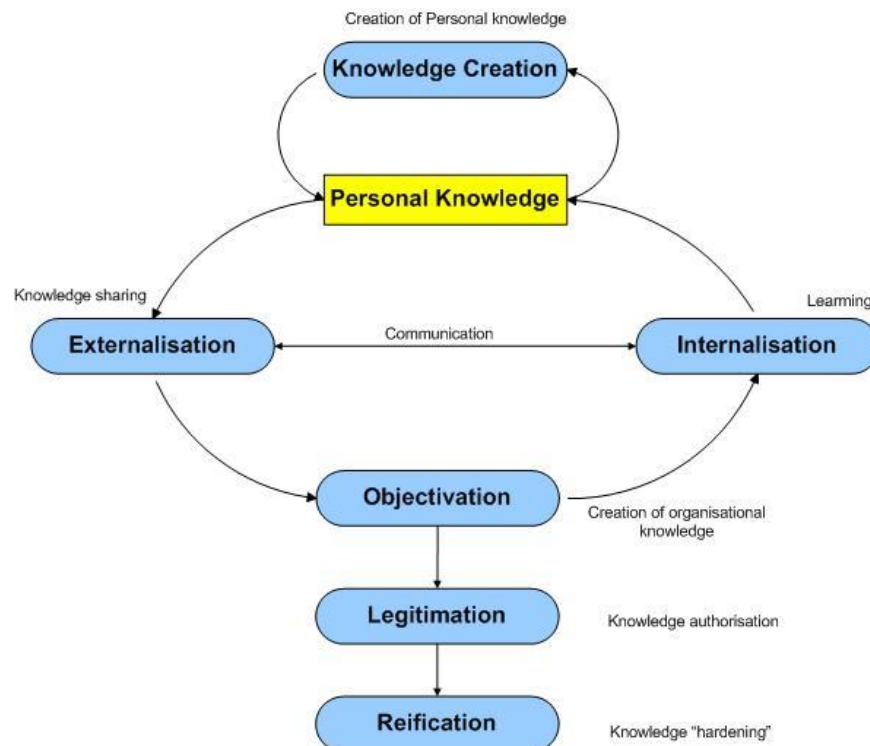 Creation of Personal knowledge
Knowledge Creation
Personal Knowledge
Knowledge sharing
Learning
Externalisation
Communication
Internalisation
Objectivation
Creation of organisational
knowledge
Legitimation
Knowledge authorisation
Reification
Knowledge “hardening”